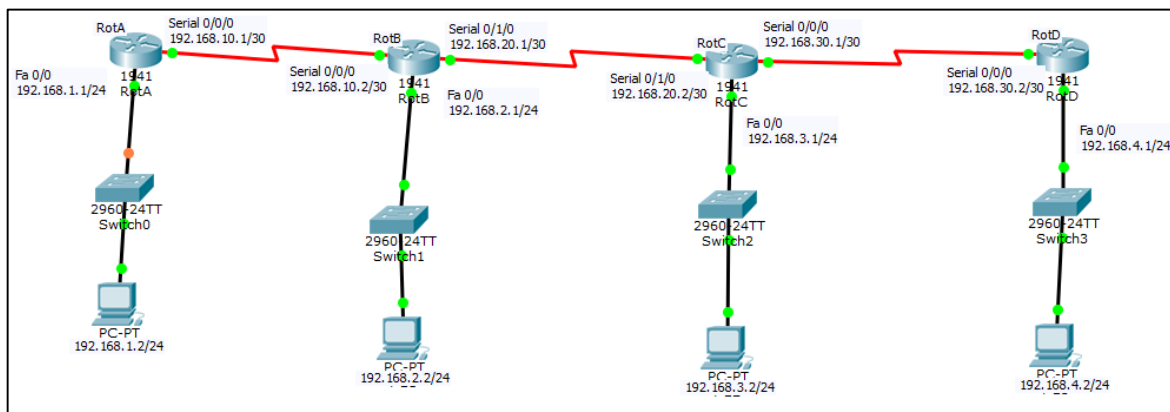 RotA
Serial 0/0/0
192.168.10.1/30
Fa 0/0
192.168.1.1/24
1941
RotA
2960-24TT
Switch0
PC-PT
192.168.1.2/24
RotB
Serial 0/1/0
192.168.20.1/30
Serial 0/0/0
192.168.10.2/30
1941
RotB
Fa 0/0
192.168.2.1/24
2960-24TT
Switch1
PC-PT
192.168.2.2/24
RotC
Serial 0/0/0
192.168.30.1/30
Serial 0/1/0
192.168.20.2/30
1941
RotC
Fa 0/0
192.168.3.1/24
2960-24TT
Switch2
PC-PT
192.168.3.2/24
RotD
Serial 0/0/0
192.168.30.2/30
1941
RotD
Fa 0/0
192.168.4.1/24
2960-24TT
Switch3
PC-PT
192.168.4.2/24